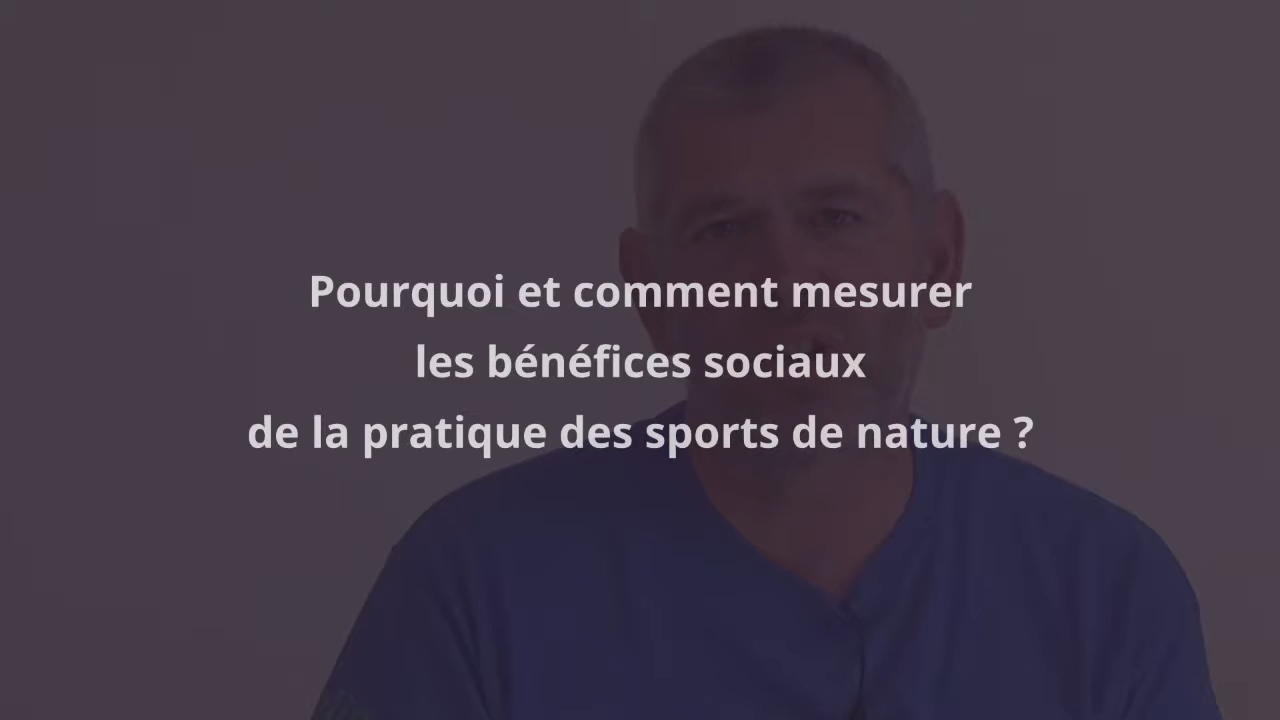 Pourquoi et comment mesurer
les bénéfices sociaux
de la pratique des sports de nature ?